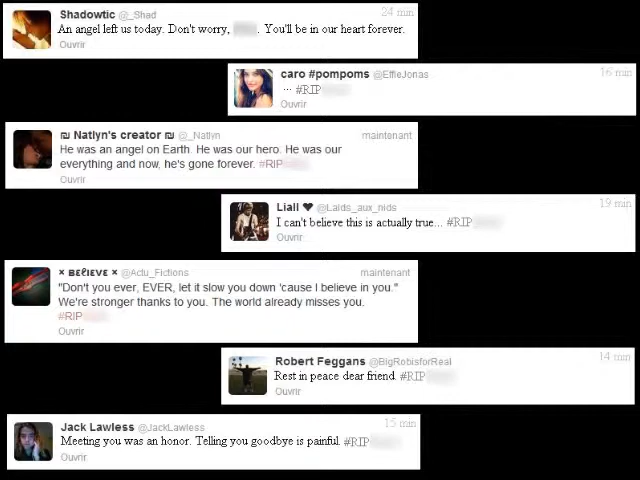 Shadowtic @_Shad 24 min
An angel left us today. Don't worry, . You'll be in our heart forever.
Ouvrir
caro #pompoms @EffieJonas 16 min
... #RIP
Ouvrir
₪ Natlyn's creator ₪ @_Natlyn maintenant
He was an angel on Earth. He was our hero. He was our
everything and now, he's gone forever. #RIP
Ouvrir
Liall ♥ @Laids_aux_nids 19 min
I can't believe this is actually true... #RIP
Ouvrir
× ʙᴇℓɪᴇᴠᴇ × @Actu_Fictions maintenant
"Don't you ever, EVER, let it slow you down 'cause I believe in you."
We're stronger thanks to you. The world already misses you.
#RIP
Ouvrir
Robert Feggans @BigRobisforReal 14 min
Rest in peace dear friend. #RIP
Ouvrir
Jack Lawless @JackLawless 15 min
Meeting you was an honor. Telling you goodbye is painful. #RIP
Ouvrir